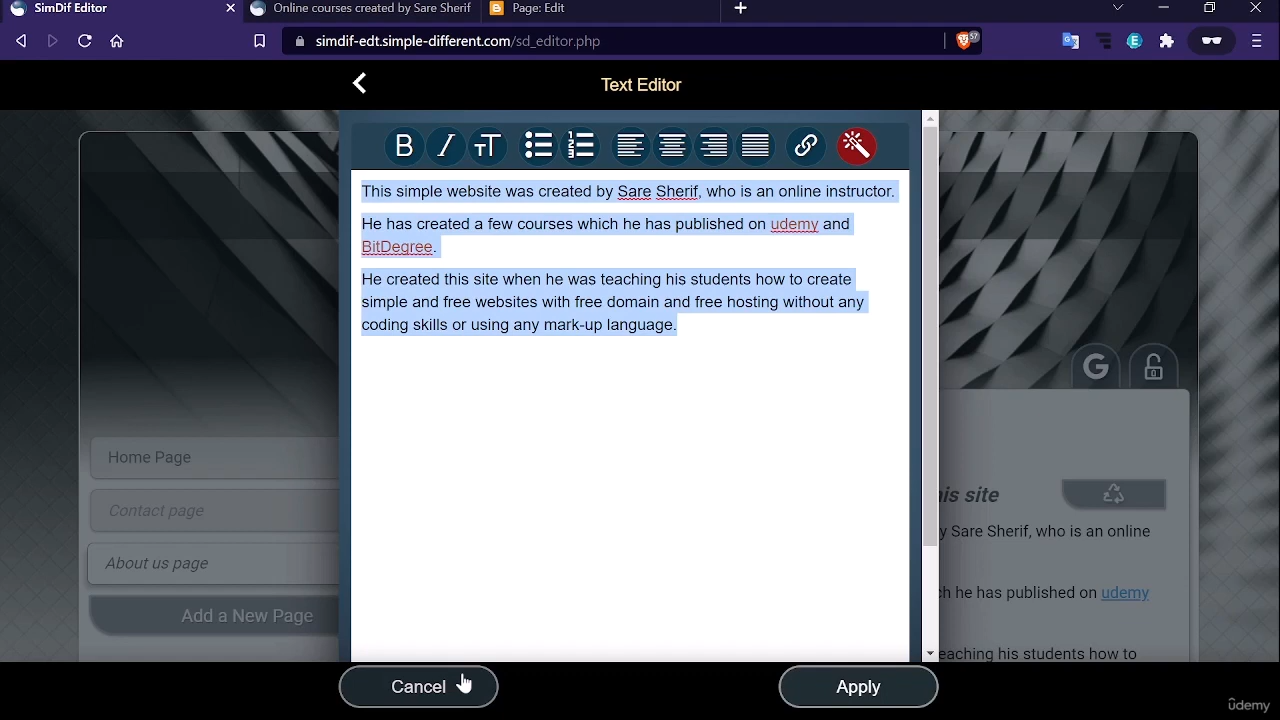 SimDif Editor
Online courses created by Sare Sherif
Page: Edit
simdif-edt.simple-different.com/sd_editor.php
57
Text Editor
This simple website was created by Sare Sherif, who is an online instructor.
He has created a few courses which he has published on udemy and
BitDegree.
He created this site when he was teaching his students how to create
simple and free websites with free domain and free hosting without any
coding skills or using any mark-up language.
Home Page
Contact page
About us page
Add a New Page
his site
y Sare Sherif, who is an online
ch he has published on udemy
eaching his students how to
Cancel
Apply
ûdemy